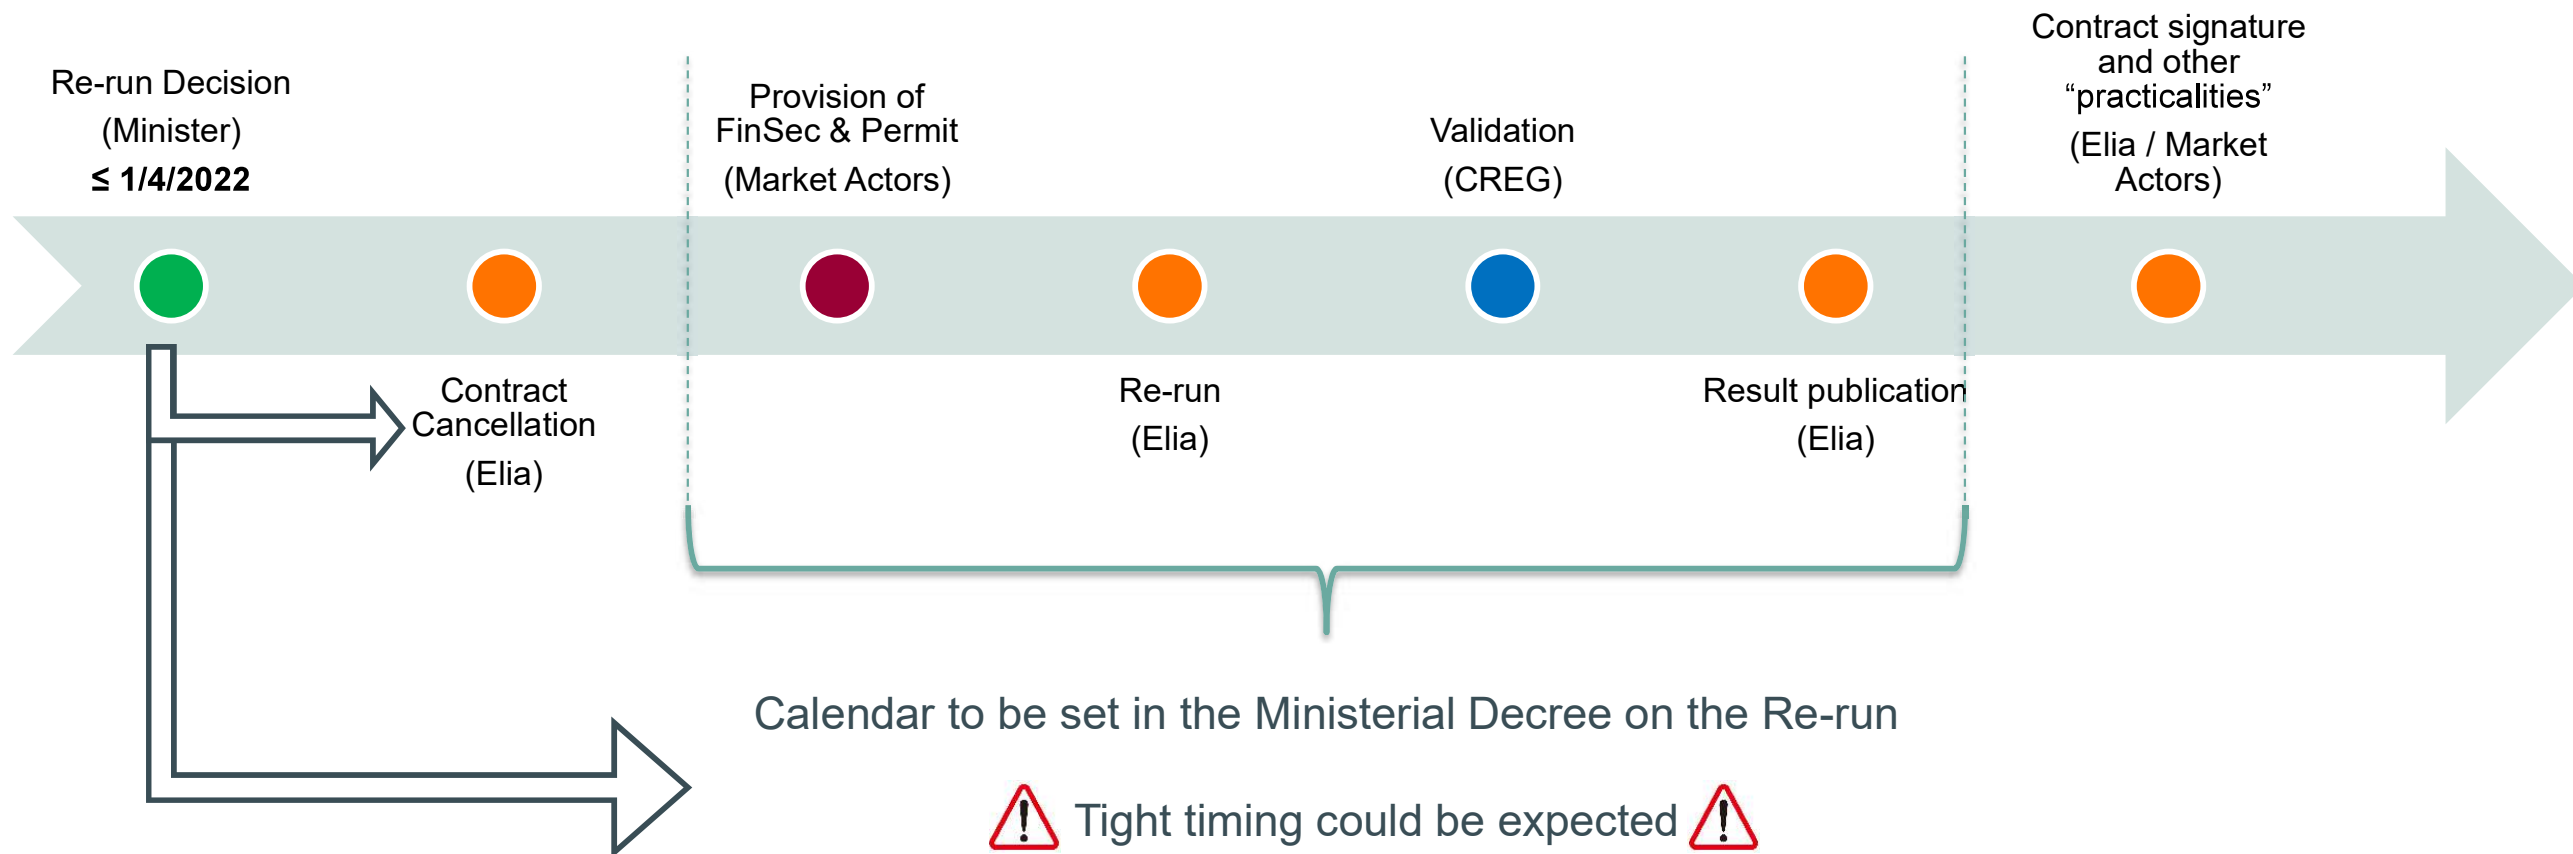 Re-run Decision
(Minister)
≤ 1/4/2022
Contract
Cancellation
(Elia)
Provision of
FinSec & Permit
(Market Actors)
Re-run
(Elia)
Validation
(CREG)
Result publication
(Elia)
Contract signature
and other
“practicalities”
(Elia / Market
Actors)
Calendar to be set in the Ministerial Decree on the Re-run
Tight timing could be expected